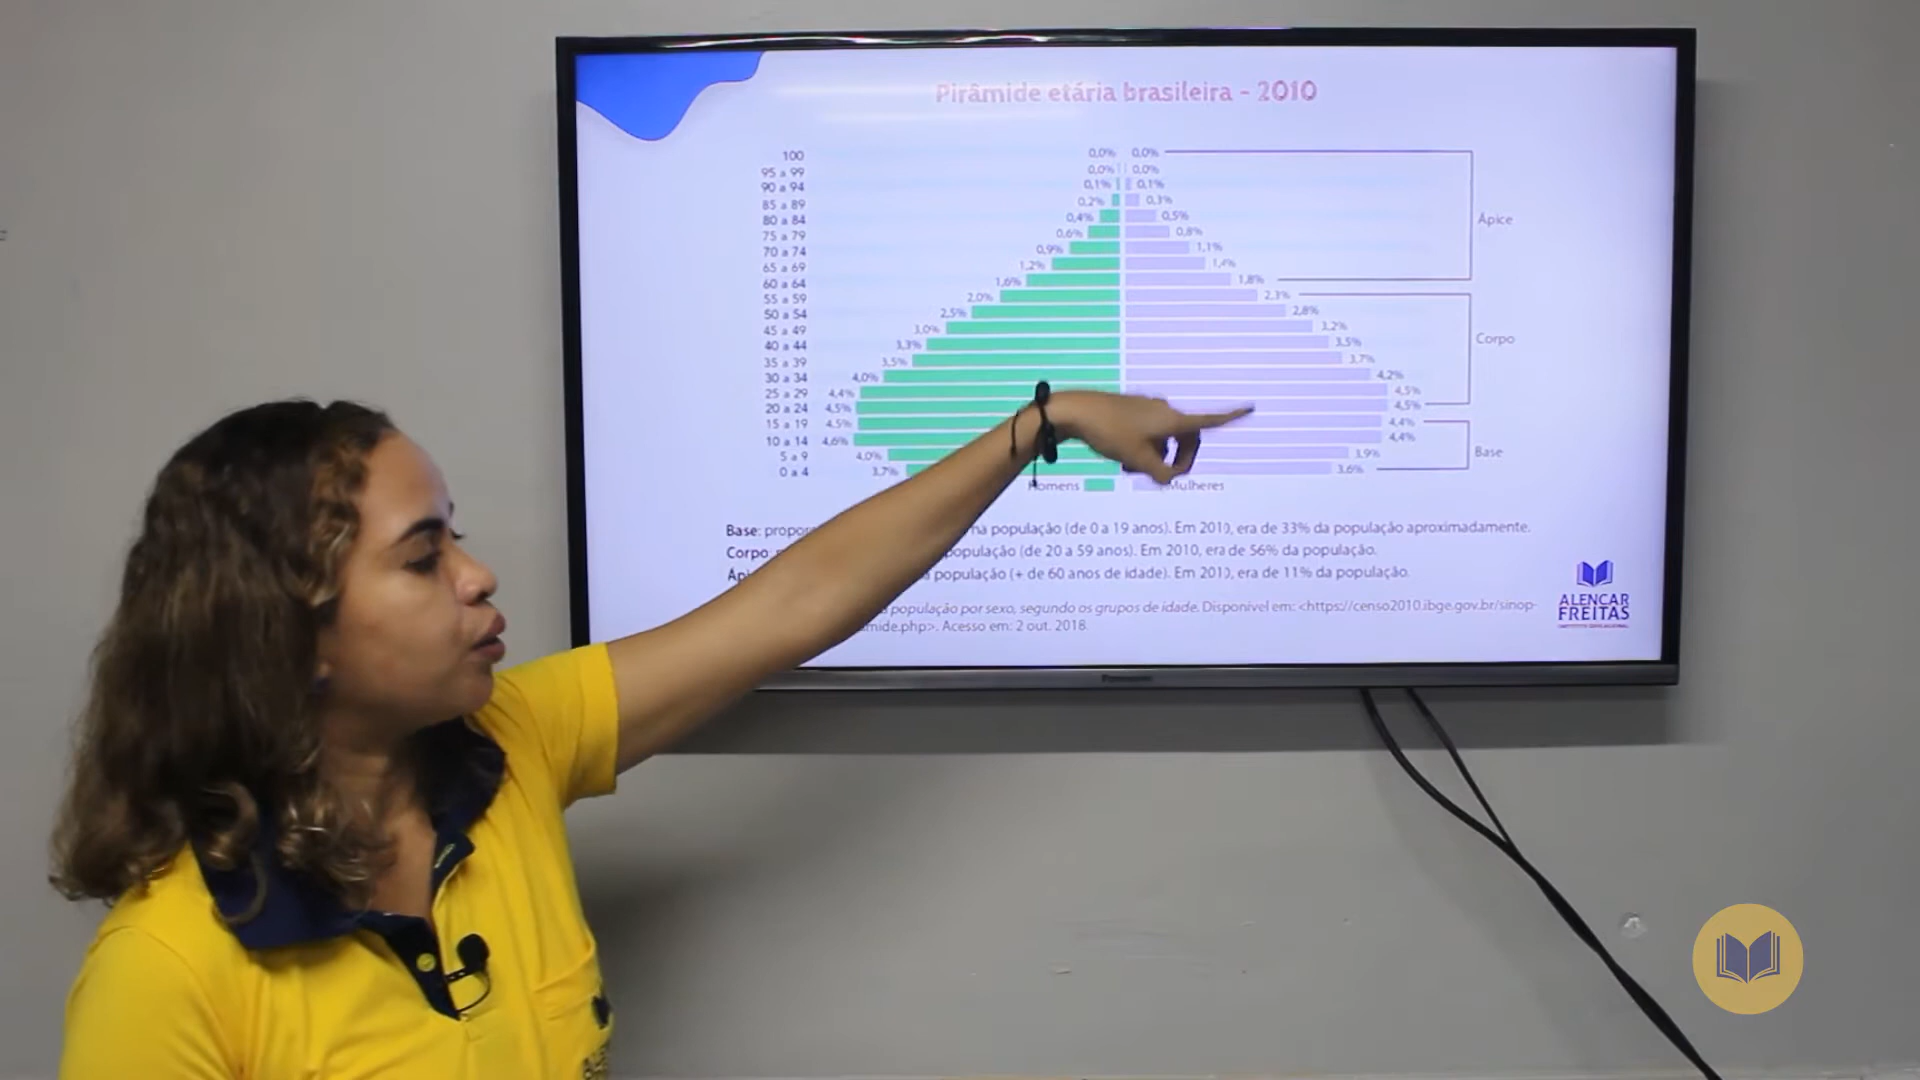 Pirâmide etária brasileira - 2010
100 0,0% 0,0%
95 a 99 0,0% 0,0%
90 a 94 0,1% 0,1%
85 a 89 0,2% 0,3%
80 a 84 0,4% 0,5%
75 a 79 0,6% 0,8%
70 a 74 0,9% 1,1%
65 a 69 1,2% 1,4%
60 a 64 1,6% 1,8%
55 a 59 2,0% 2,3%
50 a 54 2,5% 2,8%
45 a 49 3,0% 3,2%
40 a 44 3,3% 3,5%
35 a 39 3,5% 3,7%
30 a 34 4,0% 4,2%
25 a 29 4,4% 4,5%
20 a 24 4,5% 4,5%
15 a 19 4,5% 4,4%
10 a 14 4,6% 4,4%
5 a 9 4,0% 3,9%
0 a 4 3,7% 3,6%
Ápice
Corpo
Base
Homens Mulheres
Base: na população (de 0 a 19 anos). Em 2010, era de 33% da população aproximadamente.
Corpo: população (de 20 a 59 anos). Em 2010, era de 56% da população.
população (+ de 60 anos de idade). Em 2010, era de 11% da população.
população por sexo, segundo os grupos de idade. Disponível em: <https://censo2010.ibge.gov.br/sinop-
mide.php>. Acesso em: 2 out. 2018.
ALENCAR
FREITAS
Panasonic